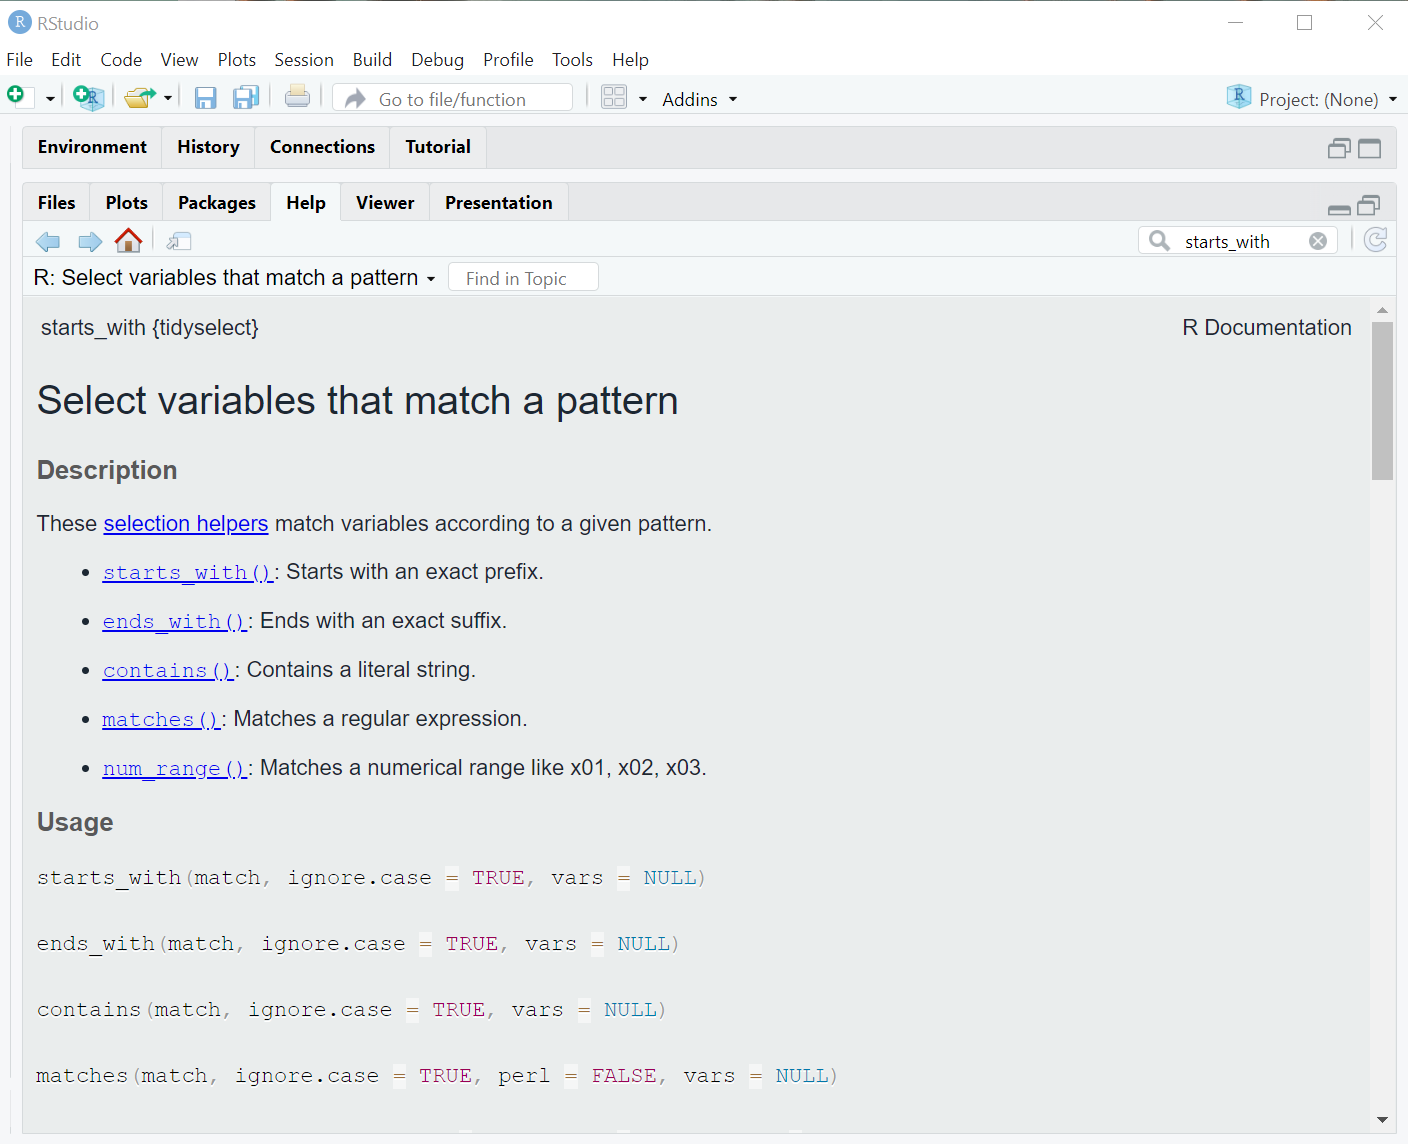 RStudio
File Edit Code View Plots Session Build Debug Profile Tools Help
Go to file/function Addins Project: (None)
Environment History Connections Tutorial
Files Plots Packages Help Viewer Presentation
starts_with
R: Select variables that match a pattern Find in Topic
starts_with {tidyselect} R Documentation
Select variables that match a pattern
Description
These selection helpers match variables according to a given pattern.
• starts_with(): Starts with an exact prefix.
• ends_with(): Ends with an exact suffix.
• contains(): Contains a literal string.
• matches(): Matches a regular expression.
• num_range(): Matches a numerical range like x01, x02, x03.
Usage
starts_with(match, ignore.case = TRUE, vars = NULL)
ends_with(match, ignore.case = TRUE, vars = NULL)
contains(match, ignore.case = TRUE, vars = NULL)
matches(match, ignore.case = TRUE, perl = FALSE, vars = NULL)